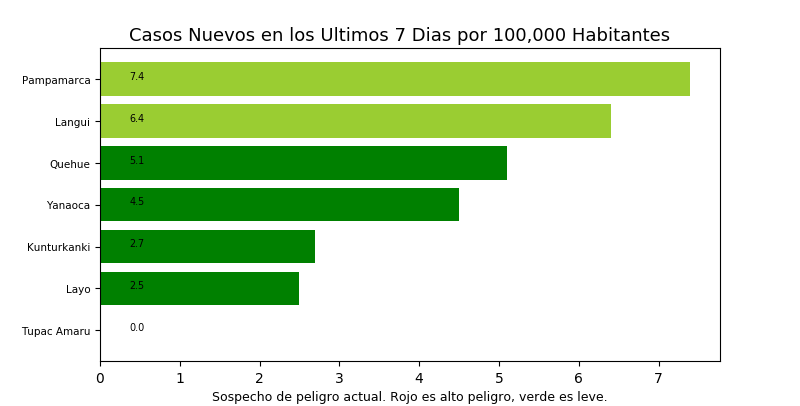 Casos Nuevos en los Ultimos 7 Dias por 100,000 Habitantes
Pampamarca 7.4
Langui 6.4
Quehue 5.1
Yanaoca 4.5
Kunturkanki 2.7
Layo 2.5
Tupac Amaru 0.0
0 1 2 3 4 5 6 7
Sospecho de peligro actual. Rojo es alto peligro, verde es leve.